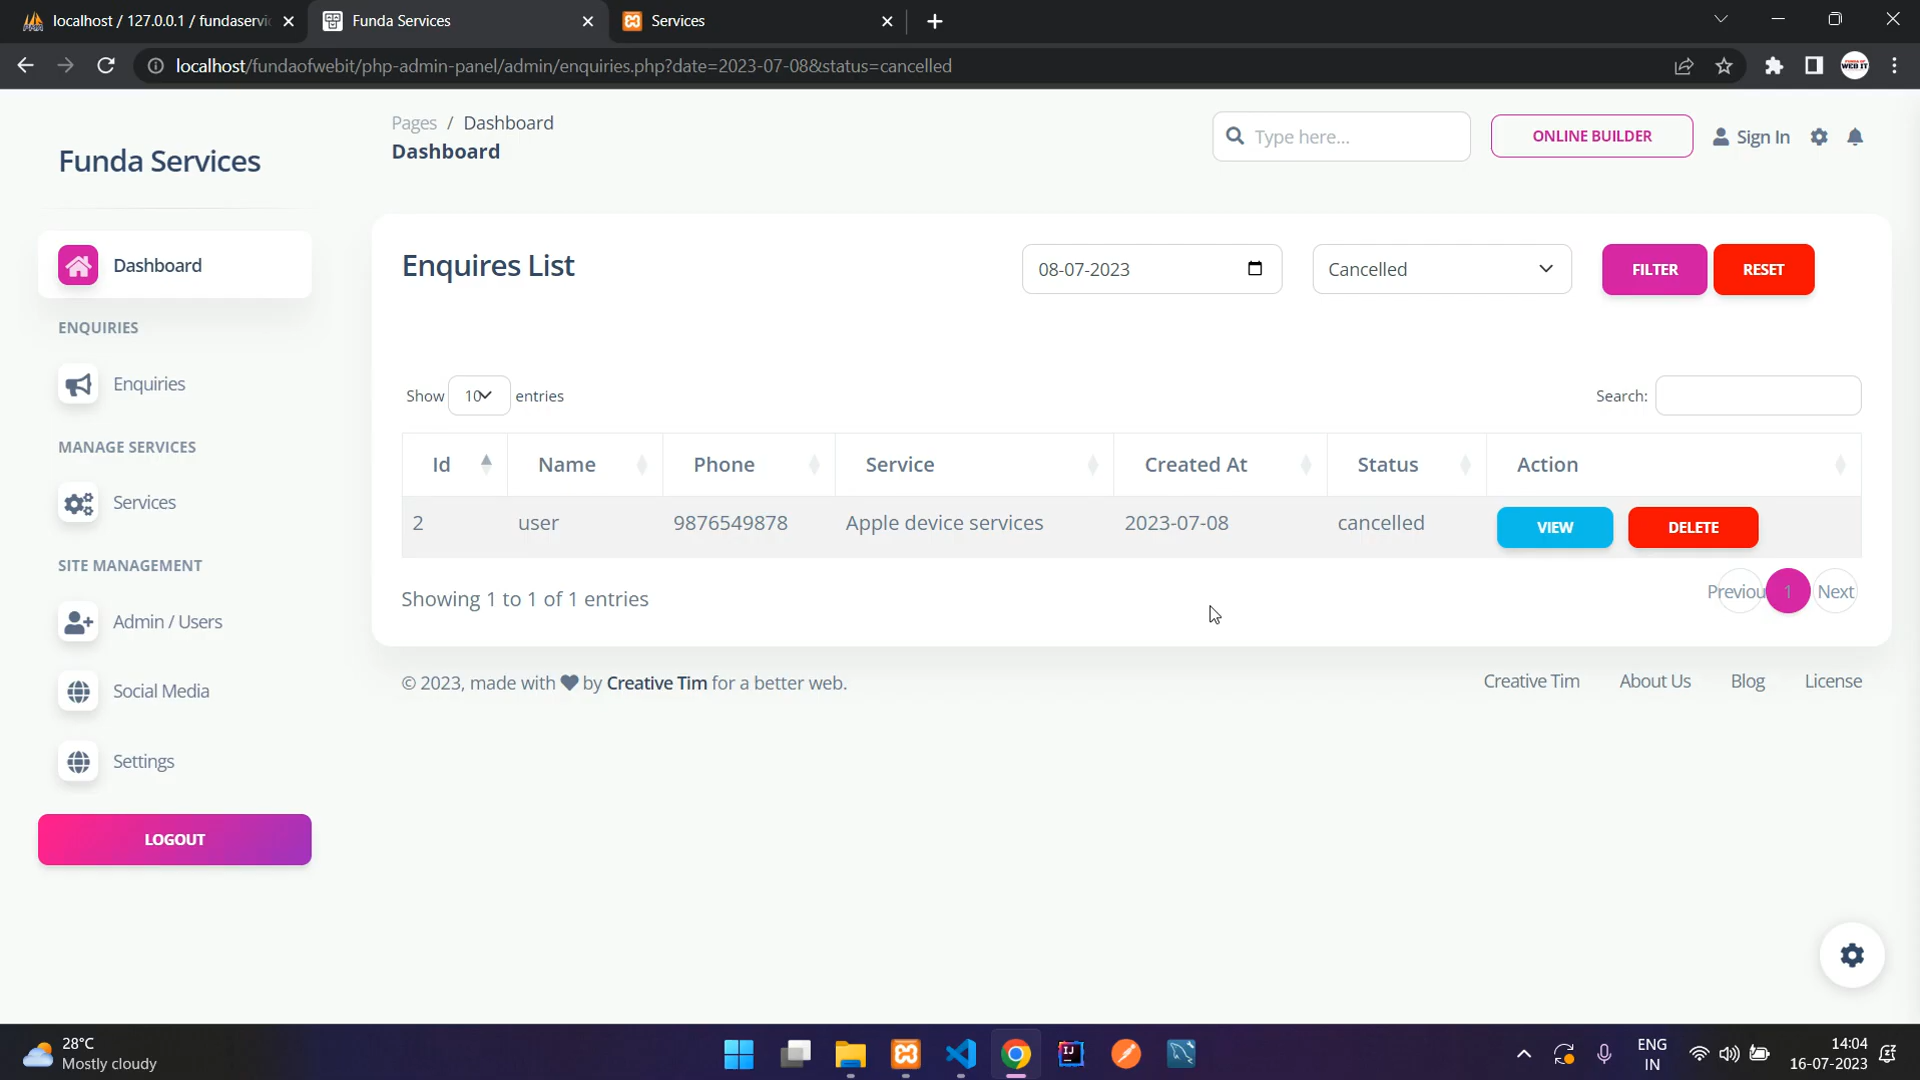 localhost / 127.0.0.1 / fundaservi
Funda Services
Services
localhost/fundaofwebit/php-admin-panel/admin/enquiries.php?date=2023-07-08&status=cancelled
WEB IT
Funda Services
Pages / Dashboard
Dashboard
Type here...
ONLINE BUILDER
Sign In
Dashboard
ENQUIRIES
Enquiries
MANAGE SERVICES
Services
SITE MANAGEMENT
Admin / Users
Social Media
Settings
LOGOUT
Enquires List
08-07-2023
Cancelled
FILTER
RESET
Show 10 entries
Search:
Id Name Phone Service Created At Status Action
2 user 9876549878 Apple device services 2023-07-08 cancelled VIEW DELETE
Showing 1 to 1 of 1 entries
Previou 1 Next
© 2023, made with by Creative Tim for a better web.
Creative Tim About Us Blog License
28°C
Mostly cloudy
IJ
ENG
IN
14:04
16-07-2023